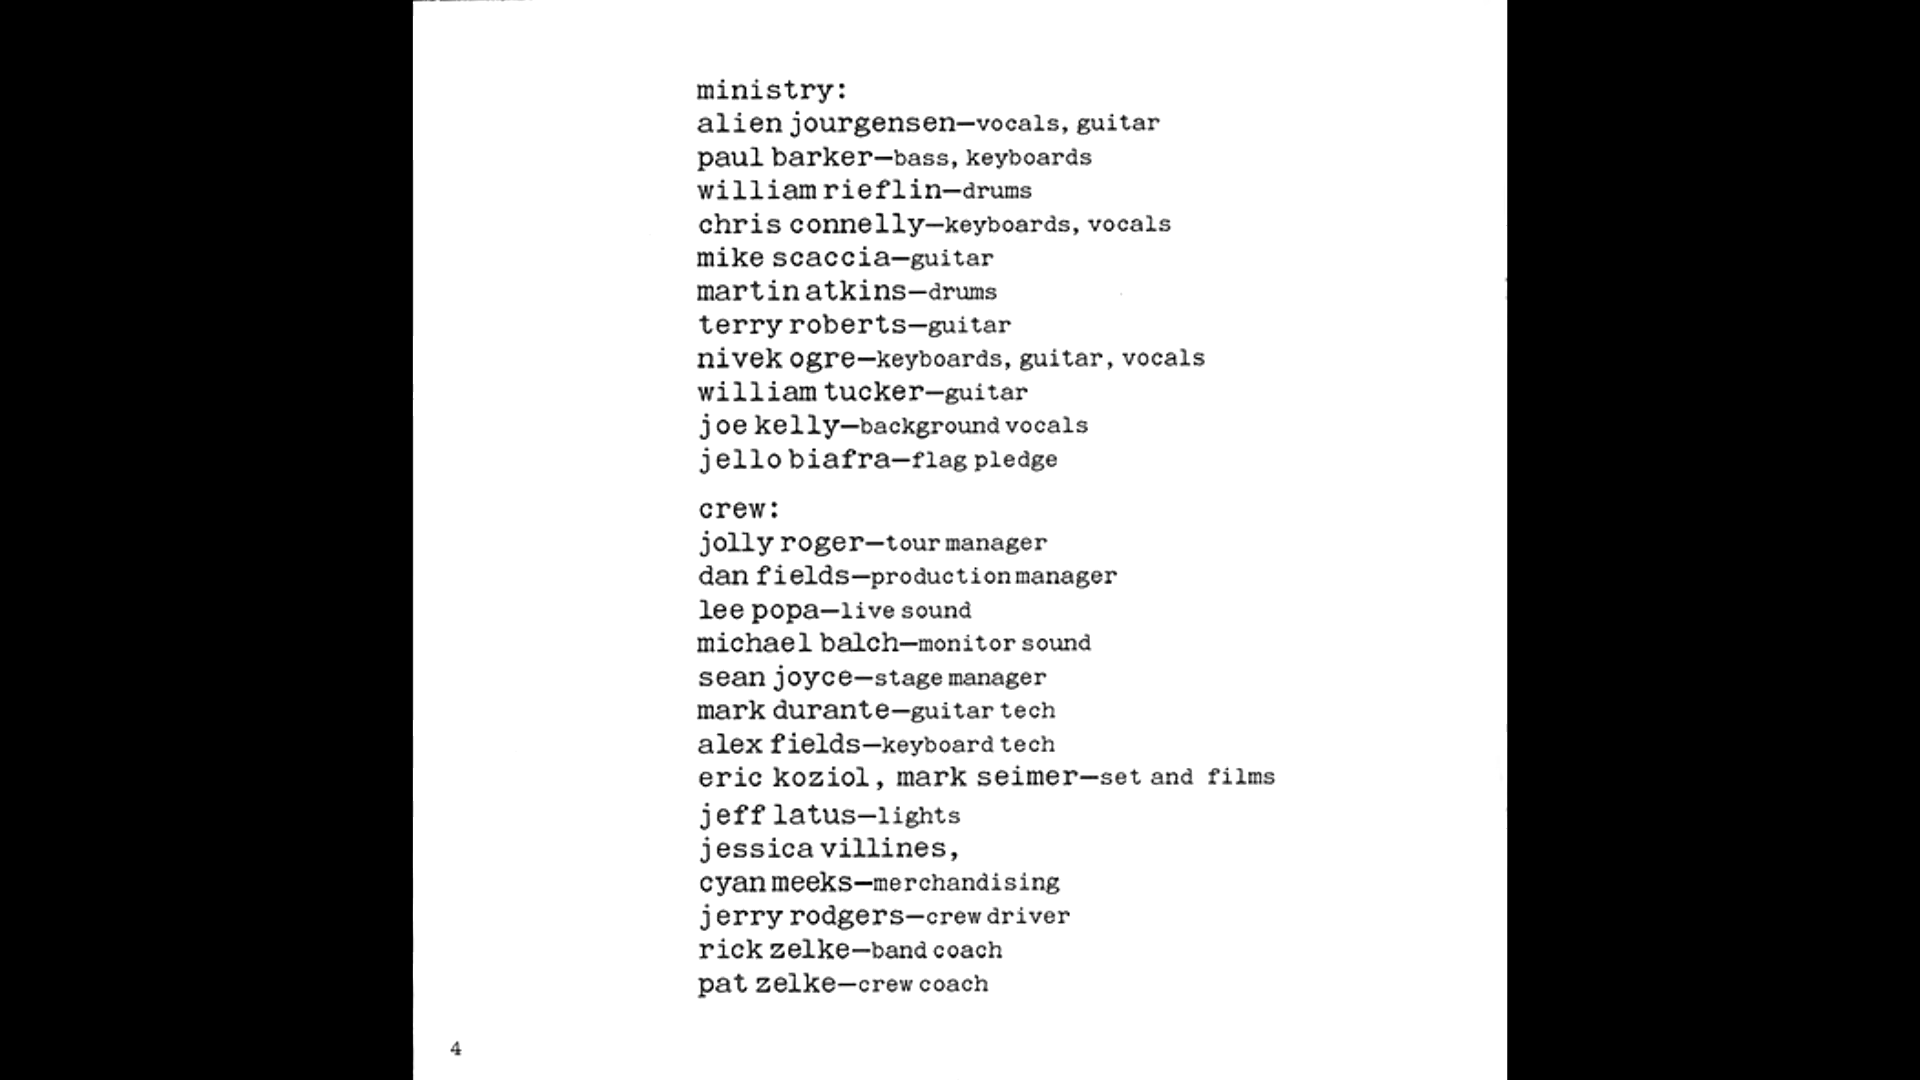 ministry:
alien jourgensen—vocals, guitar
paul barker—bass, keyboards
william rieflin—drums
chris connelly—keyboards, vocals
mike scaccia—guitar
martin atkins—drums
terry roberts—guitar
nivek ogre—keyboards, guitar, vocals
william tucker—guitar
joe kelly—background vocals
jello biafra—flag pledge
crew:
jolly roger—tour manager
dan fields—production manager
lee popa—live sound
michael balch—monitor sound
sean joyce—stage manager
mark durante—guitar tech
alex fields—keyboard tech
eric koziol, mark seimer—set and films
jeff latus—lights
jessica villines,
cyan meeks—merchandising
jerry rodgers—crew driver
rick zelke—band coach
pat zelke—crew coach
4